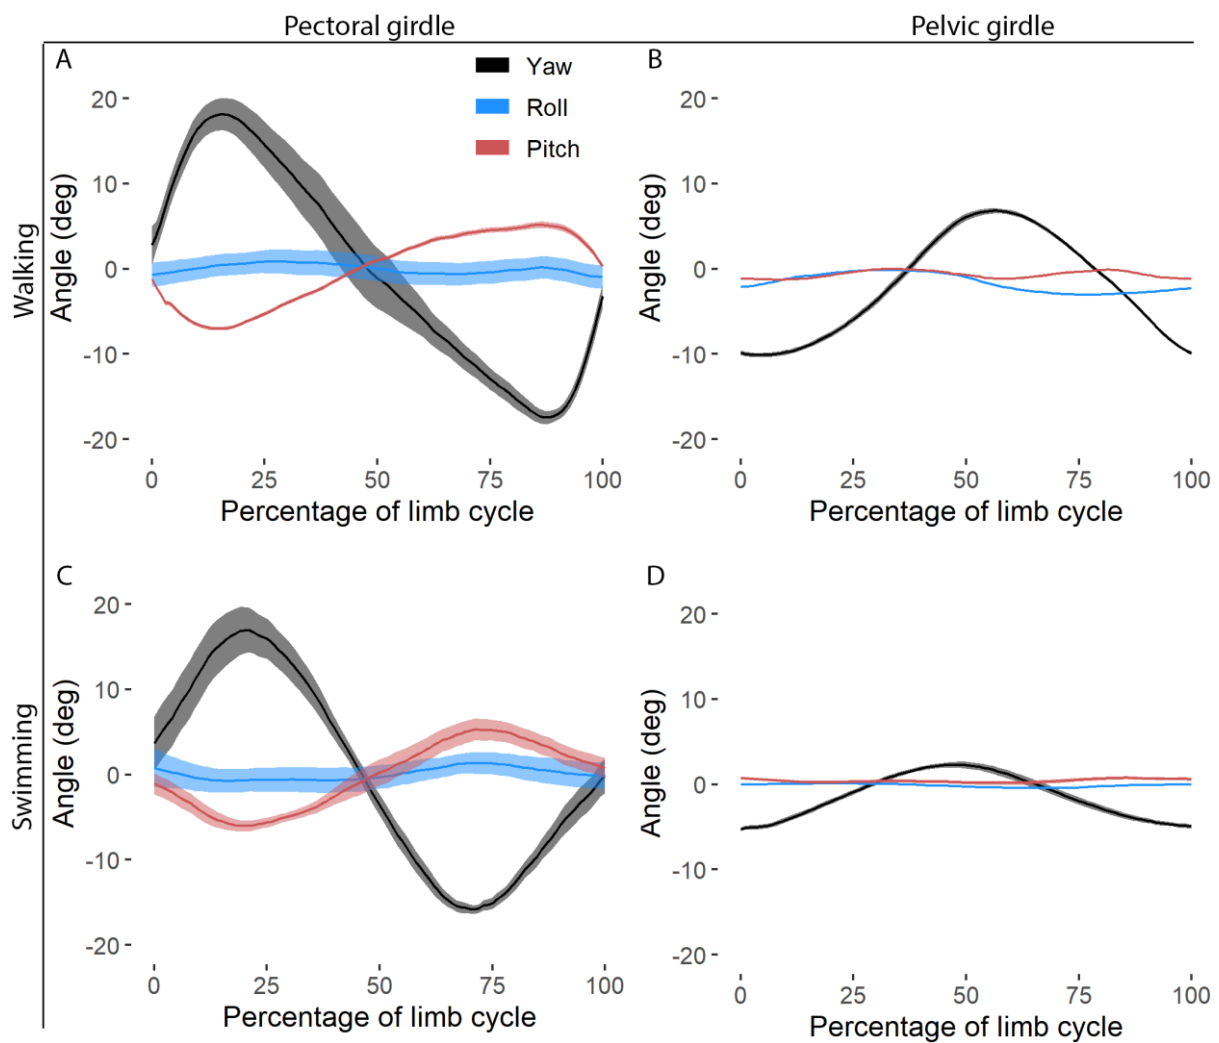 Pectoral girdle
Pelvic girdle
Walking
Swimming
A
Yaw
Roll
Pitch
Angle (deg)
20
10
0
-10
-20
0 25 50 75 100
Percentage of limb cycle
B
Angle (deg)
20
10
0
-10
-20
0 25 50 75 100
Percentage of limb cycle
C
Angle (deg)
20
10
0
-10
-20
0 25 50 75 100
Percentage of limb cycle
D
Angle (deg)
20
10
0
-10
-20
0 25 50 75 100
Percentage of limb cycle